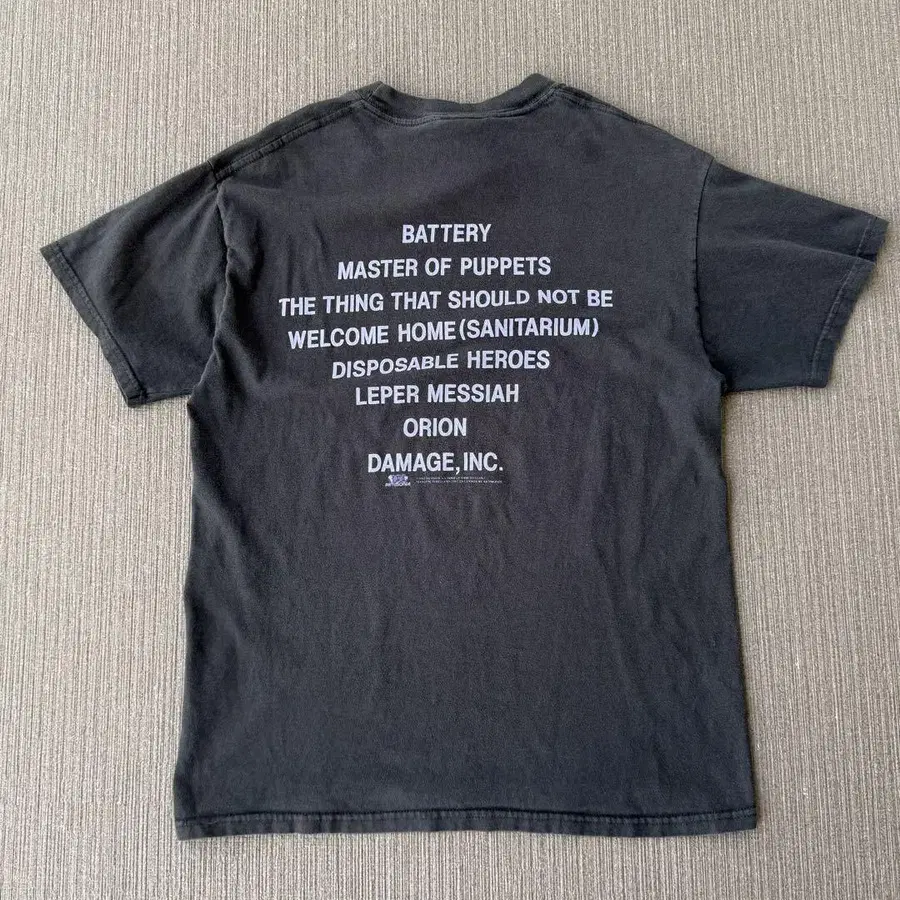 BATTERY
MASTER OF PUPPETS
THE THING THAT SHOULD NOT BE
WELCOME HOME (SANITARIUM)
DISPOSABLE HEROES
LEPER MESSIAH
ORION
DAMAGE, INC.